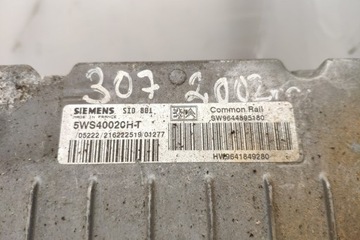 307 2002
SIEMENS SID 801
MADE IN FRANCE
5WS40020H-T
05222 / 216222519 / 01277
Common Rail
SW9644895180
HW9641849280